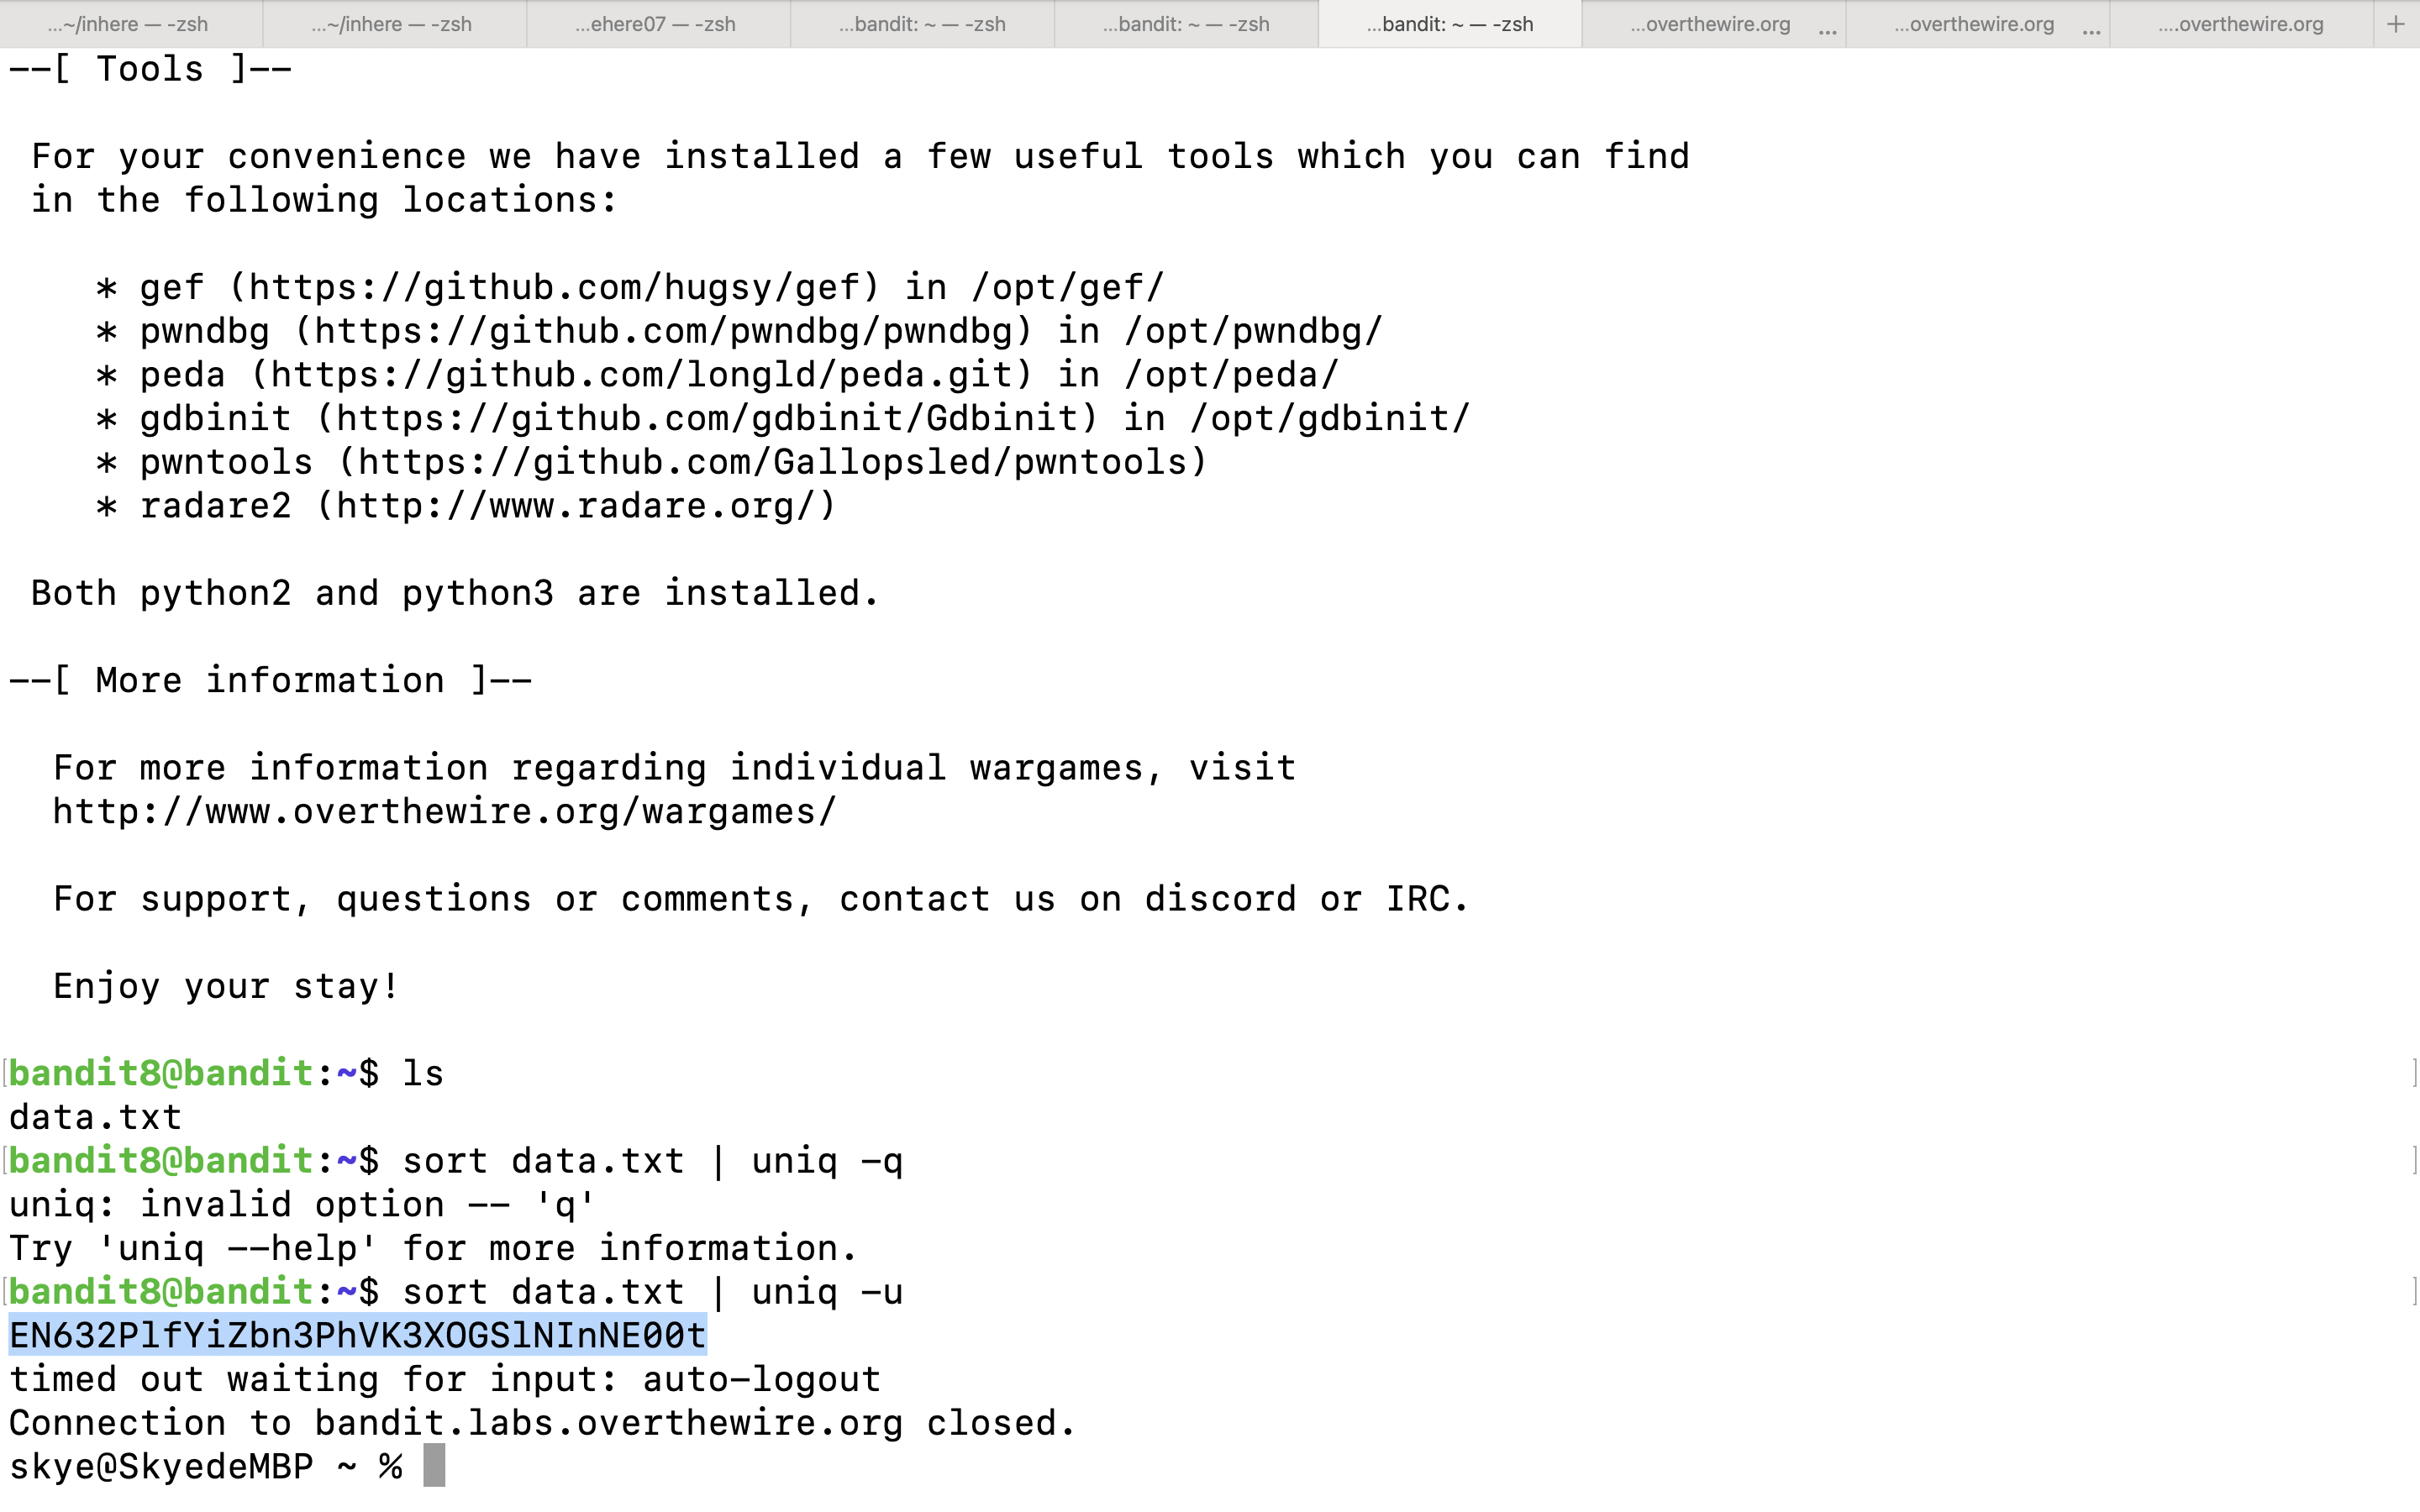 ...~/inhere — -zsh
...~/inhere — -zsh
...ehere07 — -zsh
...bandit: ~ — -zsh
...bandit: ~ — -zsh
...bandit: ~ — -zsh
...overthewire.org ...
...overthewire.org ...
....overthewire.org
+
--[ Tools ]--
For your convenience we have installed a few useful tools which you can find
in the following locations:
* gef (https://github.com/hugsy/gef) in /opt/gef/
* pwndbg (https://github.com/pwndbg/pwndbg) in /opt/pwndbg/
* peda (https://github.com/longld/peda.git) in /opt/peda/
* gdbinit (https://github.com/gdbinit/Gdbinit) in /opt/gdbinit/
* pwntools (https://github.com/Gallopsled/pwntools)
* radare2 (http://www.radare.org/)
Both python2 and python3 are installed.
--[ More information ]--
For more information regarding individual wargames, visit
http://www.overthewire.org/wargames/
For support, questions or comments, contact us on discord or IRC.
Enjoy your stay!
[bandit8@bandit:~$ ls ]
data.txt
[bandit8@bandit:~$ sort data.txt | uniq -q ]
uniq: invalid option -- 'q'
Try 'uniq --help' for more information.
[bandit8@bandit:~$ sort data.txt | uniq -u ]
EN632PlfYiZbn3PhVK3XOGSlNInNE00t
timed out waiting for input: auto-logout
Connection to bandit.labs.overthewire.org closed.
skye@SkyedeMBP ~ %